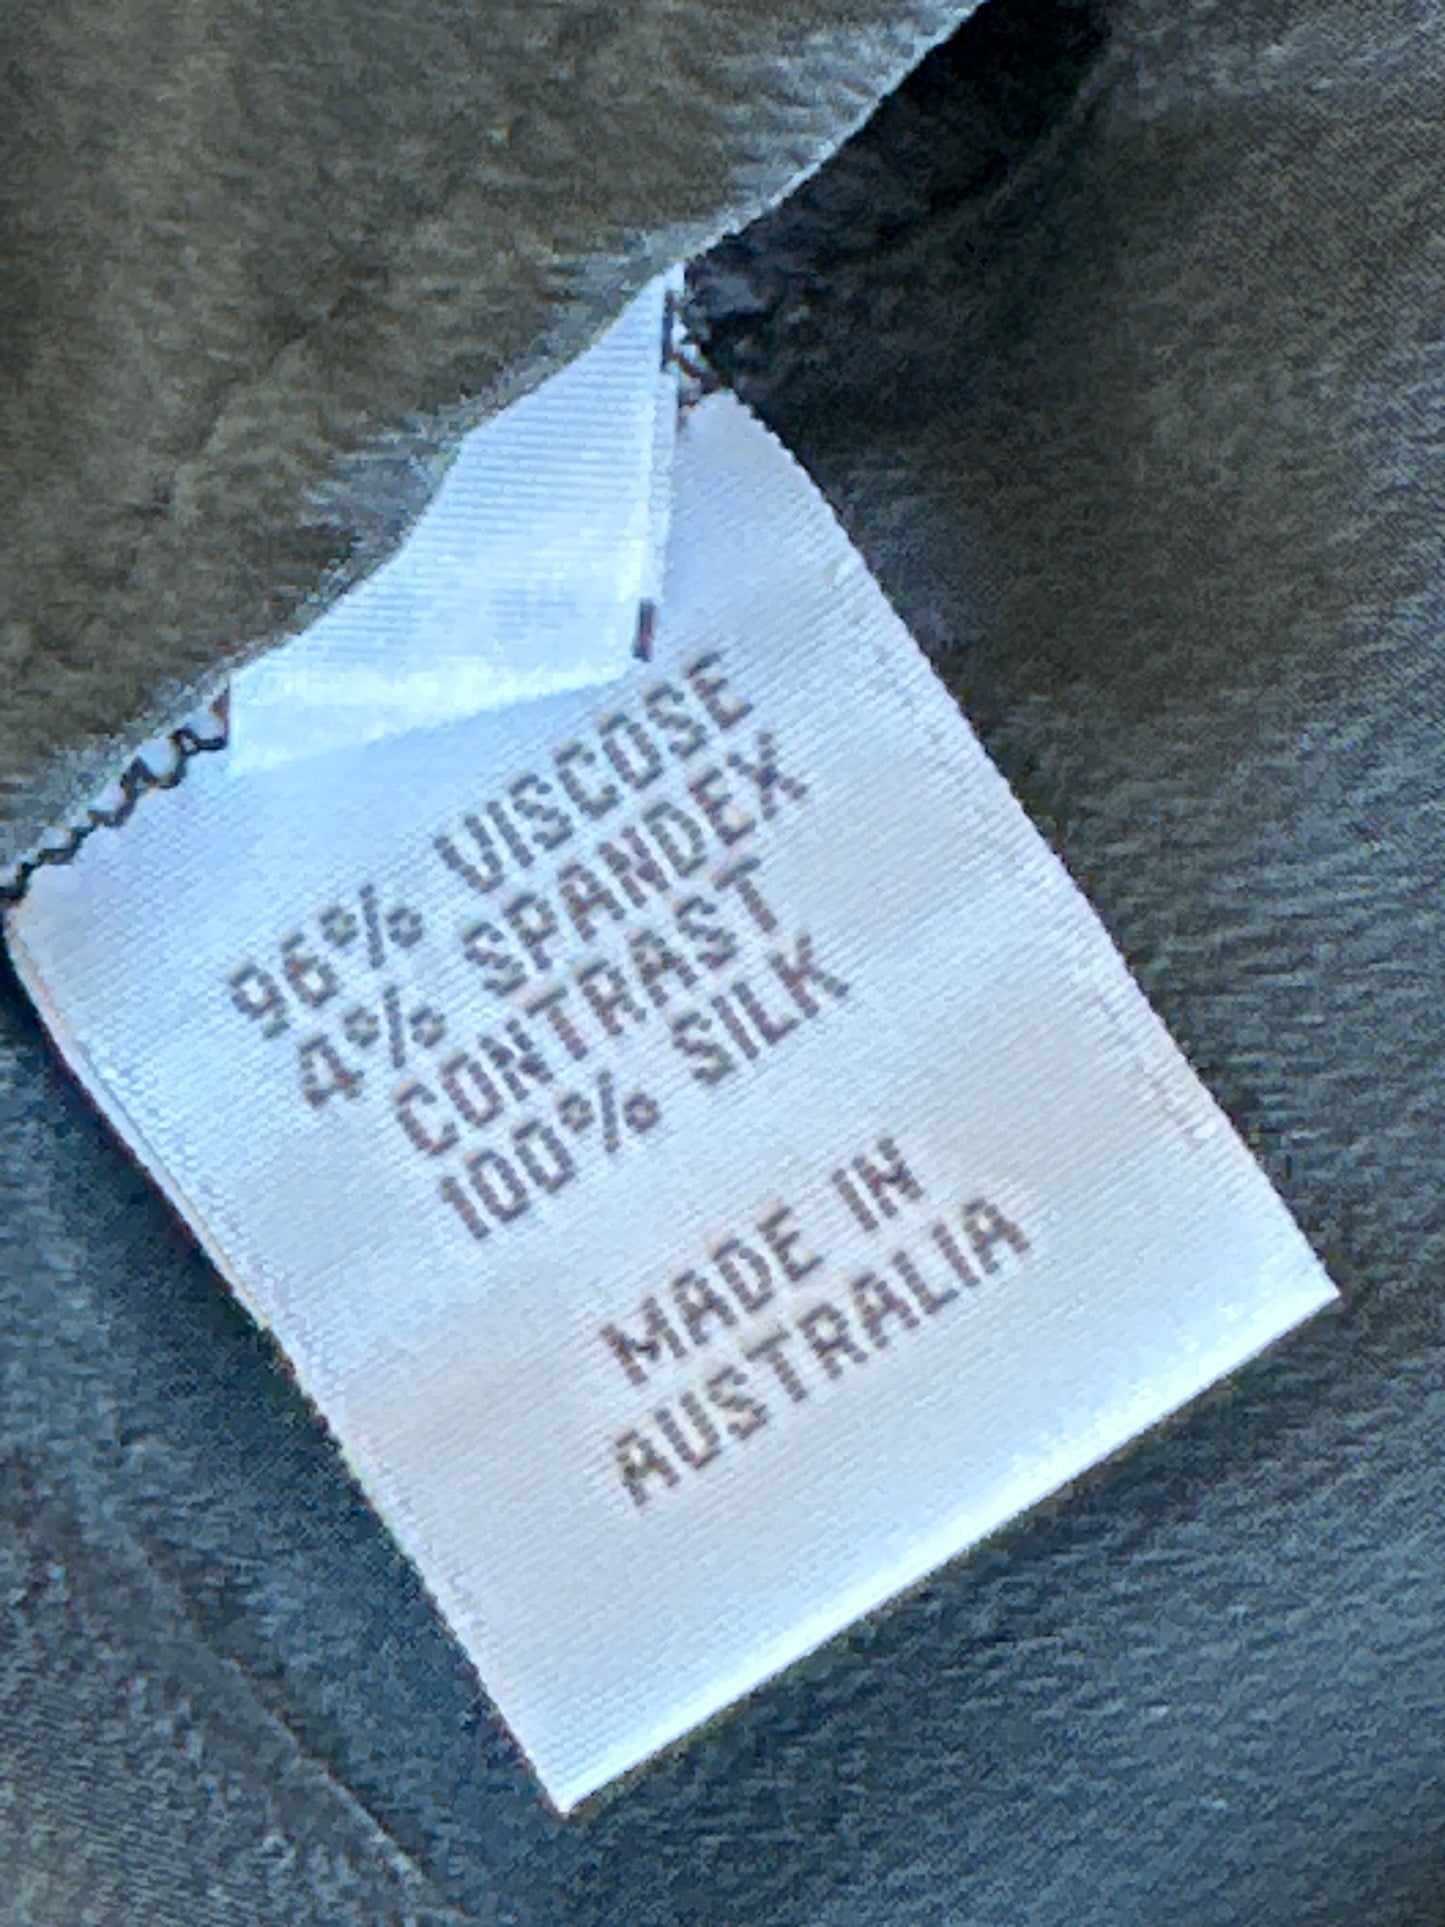 96% VISCOSE
4% SPANDEX
CONTRAST
100% SILK
MADE IN
AUSTRALIA